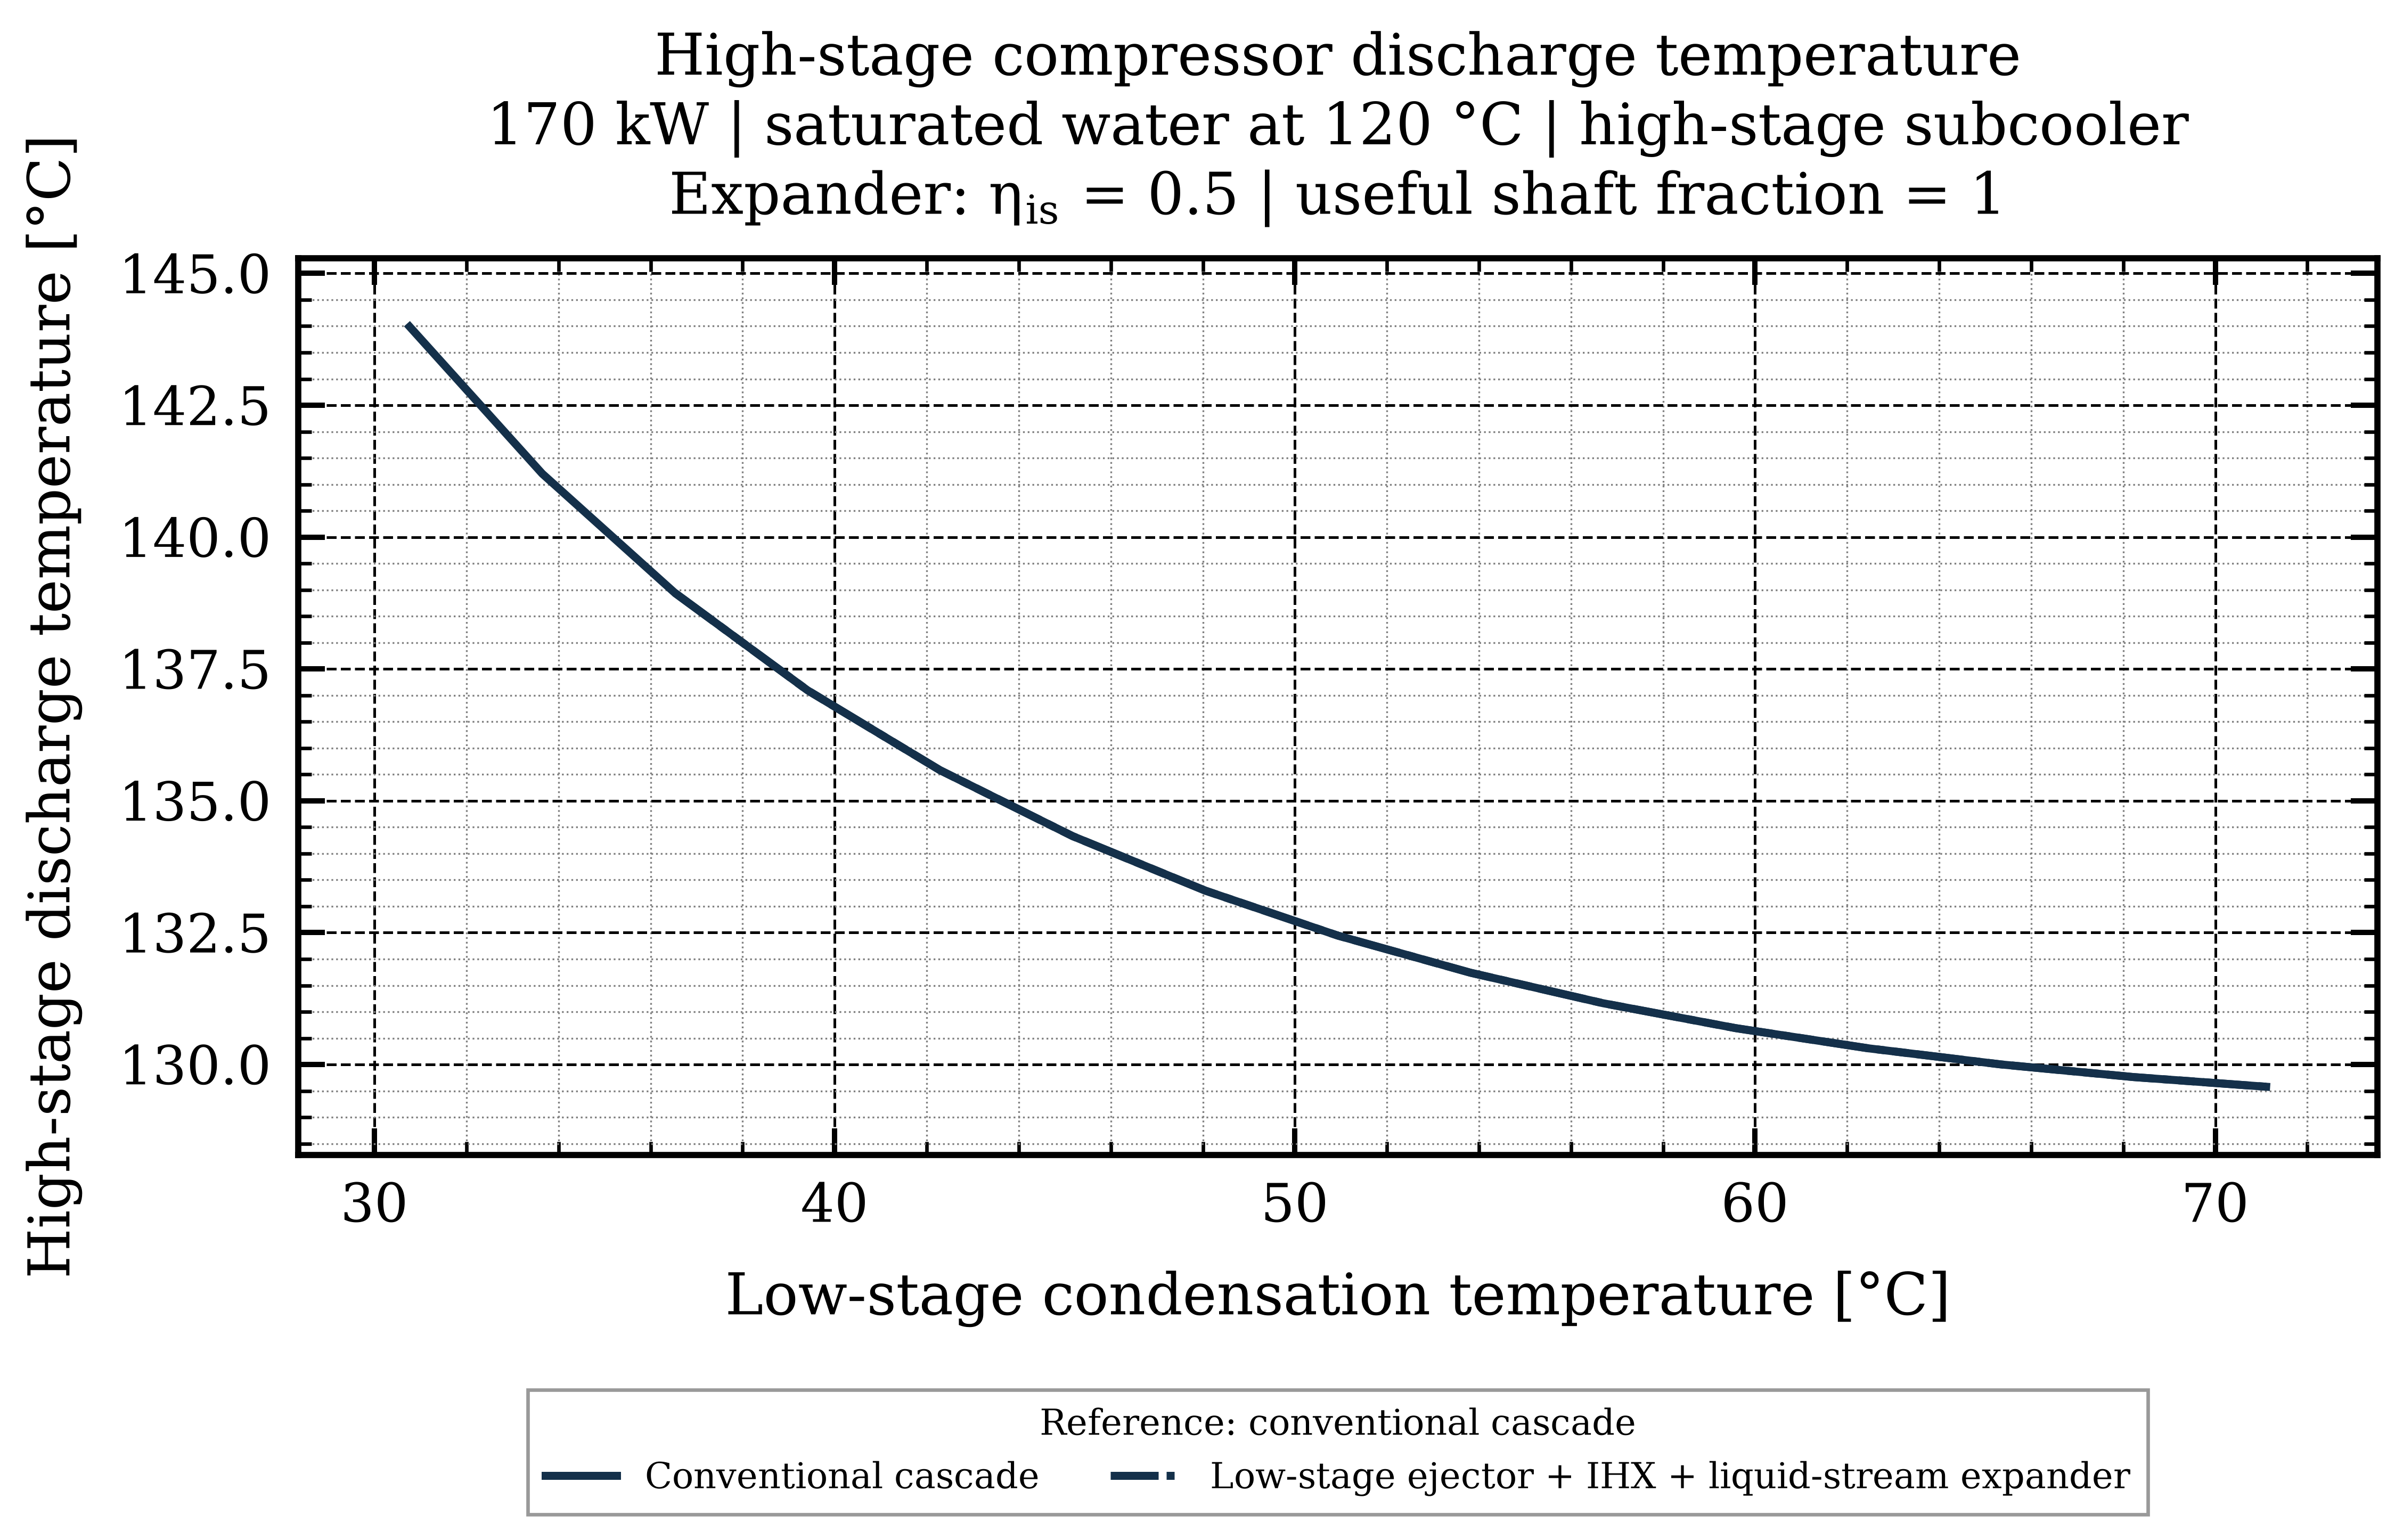 High-stage compressor discharge temperature
170 kW | saturated water at 120 °C | high-stage subcooler
Expander: ηis = 0.5 | useful shaft fraction = 1
High-stage discharge temperature [°C]
145.0
142.5
140.0
137.5
135.0
132.5
130.0
30 40 50 60 70
Low-stage condensation temperature [°C]
Reference: conventional cascade
Conventional cascade Low-stage ejector + IHX + liquid-stream expander